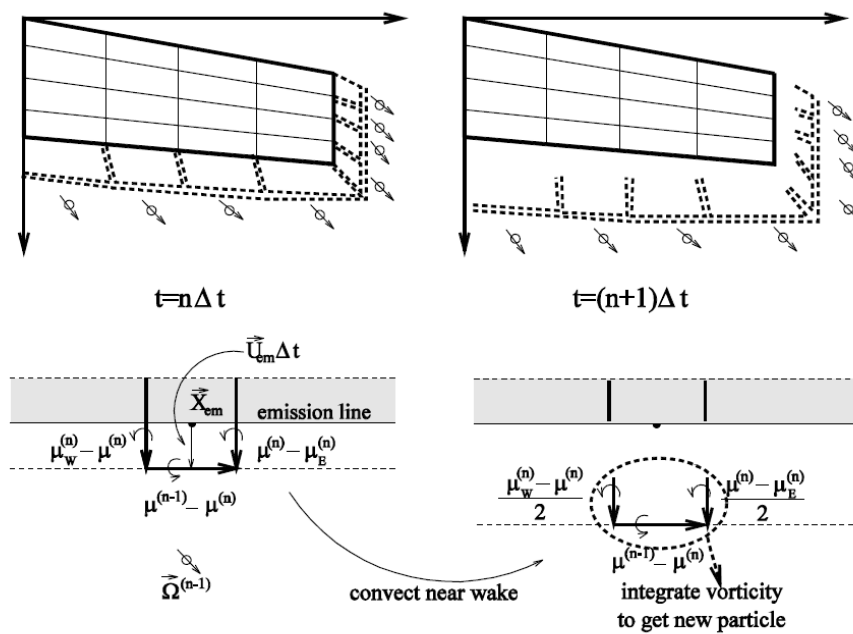 t=nΔt
t=(n+1)Δt
U⃗emΔt
X⃗em
emission line
μW(n) − μ(n)
μ(n) − μE(n)
μ(n-1) − μ(n)
Ω⃗(n-1)
convect near wake
μW(n) − μ(n)
2
μ(n) − μE(n)
2
μ(n-1) − μ(n)
integrate vorticity
to get new particle